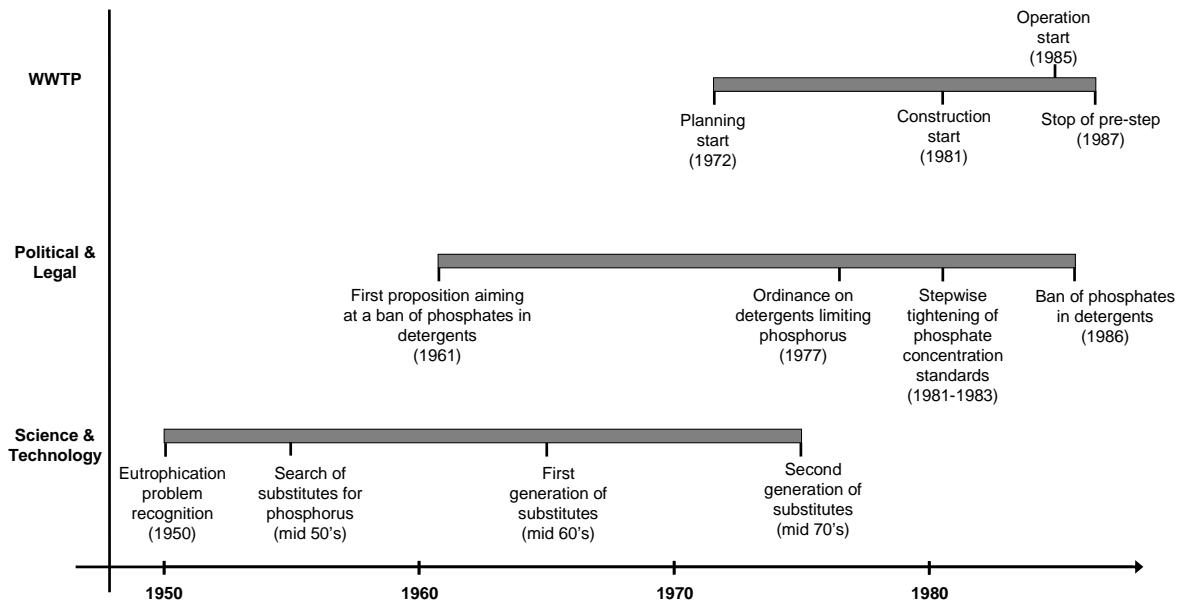 WWTP
Operation
start
(1985)
Planning
start
(1972)
Construction
start
(1981)
Stop of pre-step
(1987)
Political &
Legal
First proposition aiming
at a ban of phosphates in
detergents
(1961)
Ordinance on
detergents limiting
phosphorus
(1977)
Stepwise
tightening of
phosphate
concentration
standards
(1981-1983)
Ban of phosphates
in detergents
(1986)
Science &
Technology
Eutrophication
problem
recognition
(1950)
Search of
substitutes for
phosphorus
(mid 50's)
First
generation of
substitutes
(mid 60's)
Second
generation of
substitutes
(mid 70's)
1950
1960
1970
1980